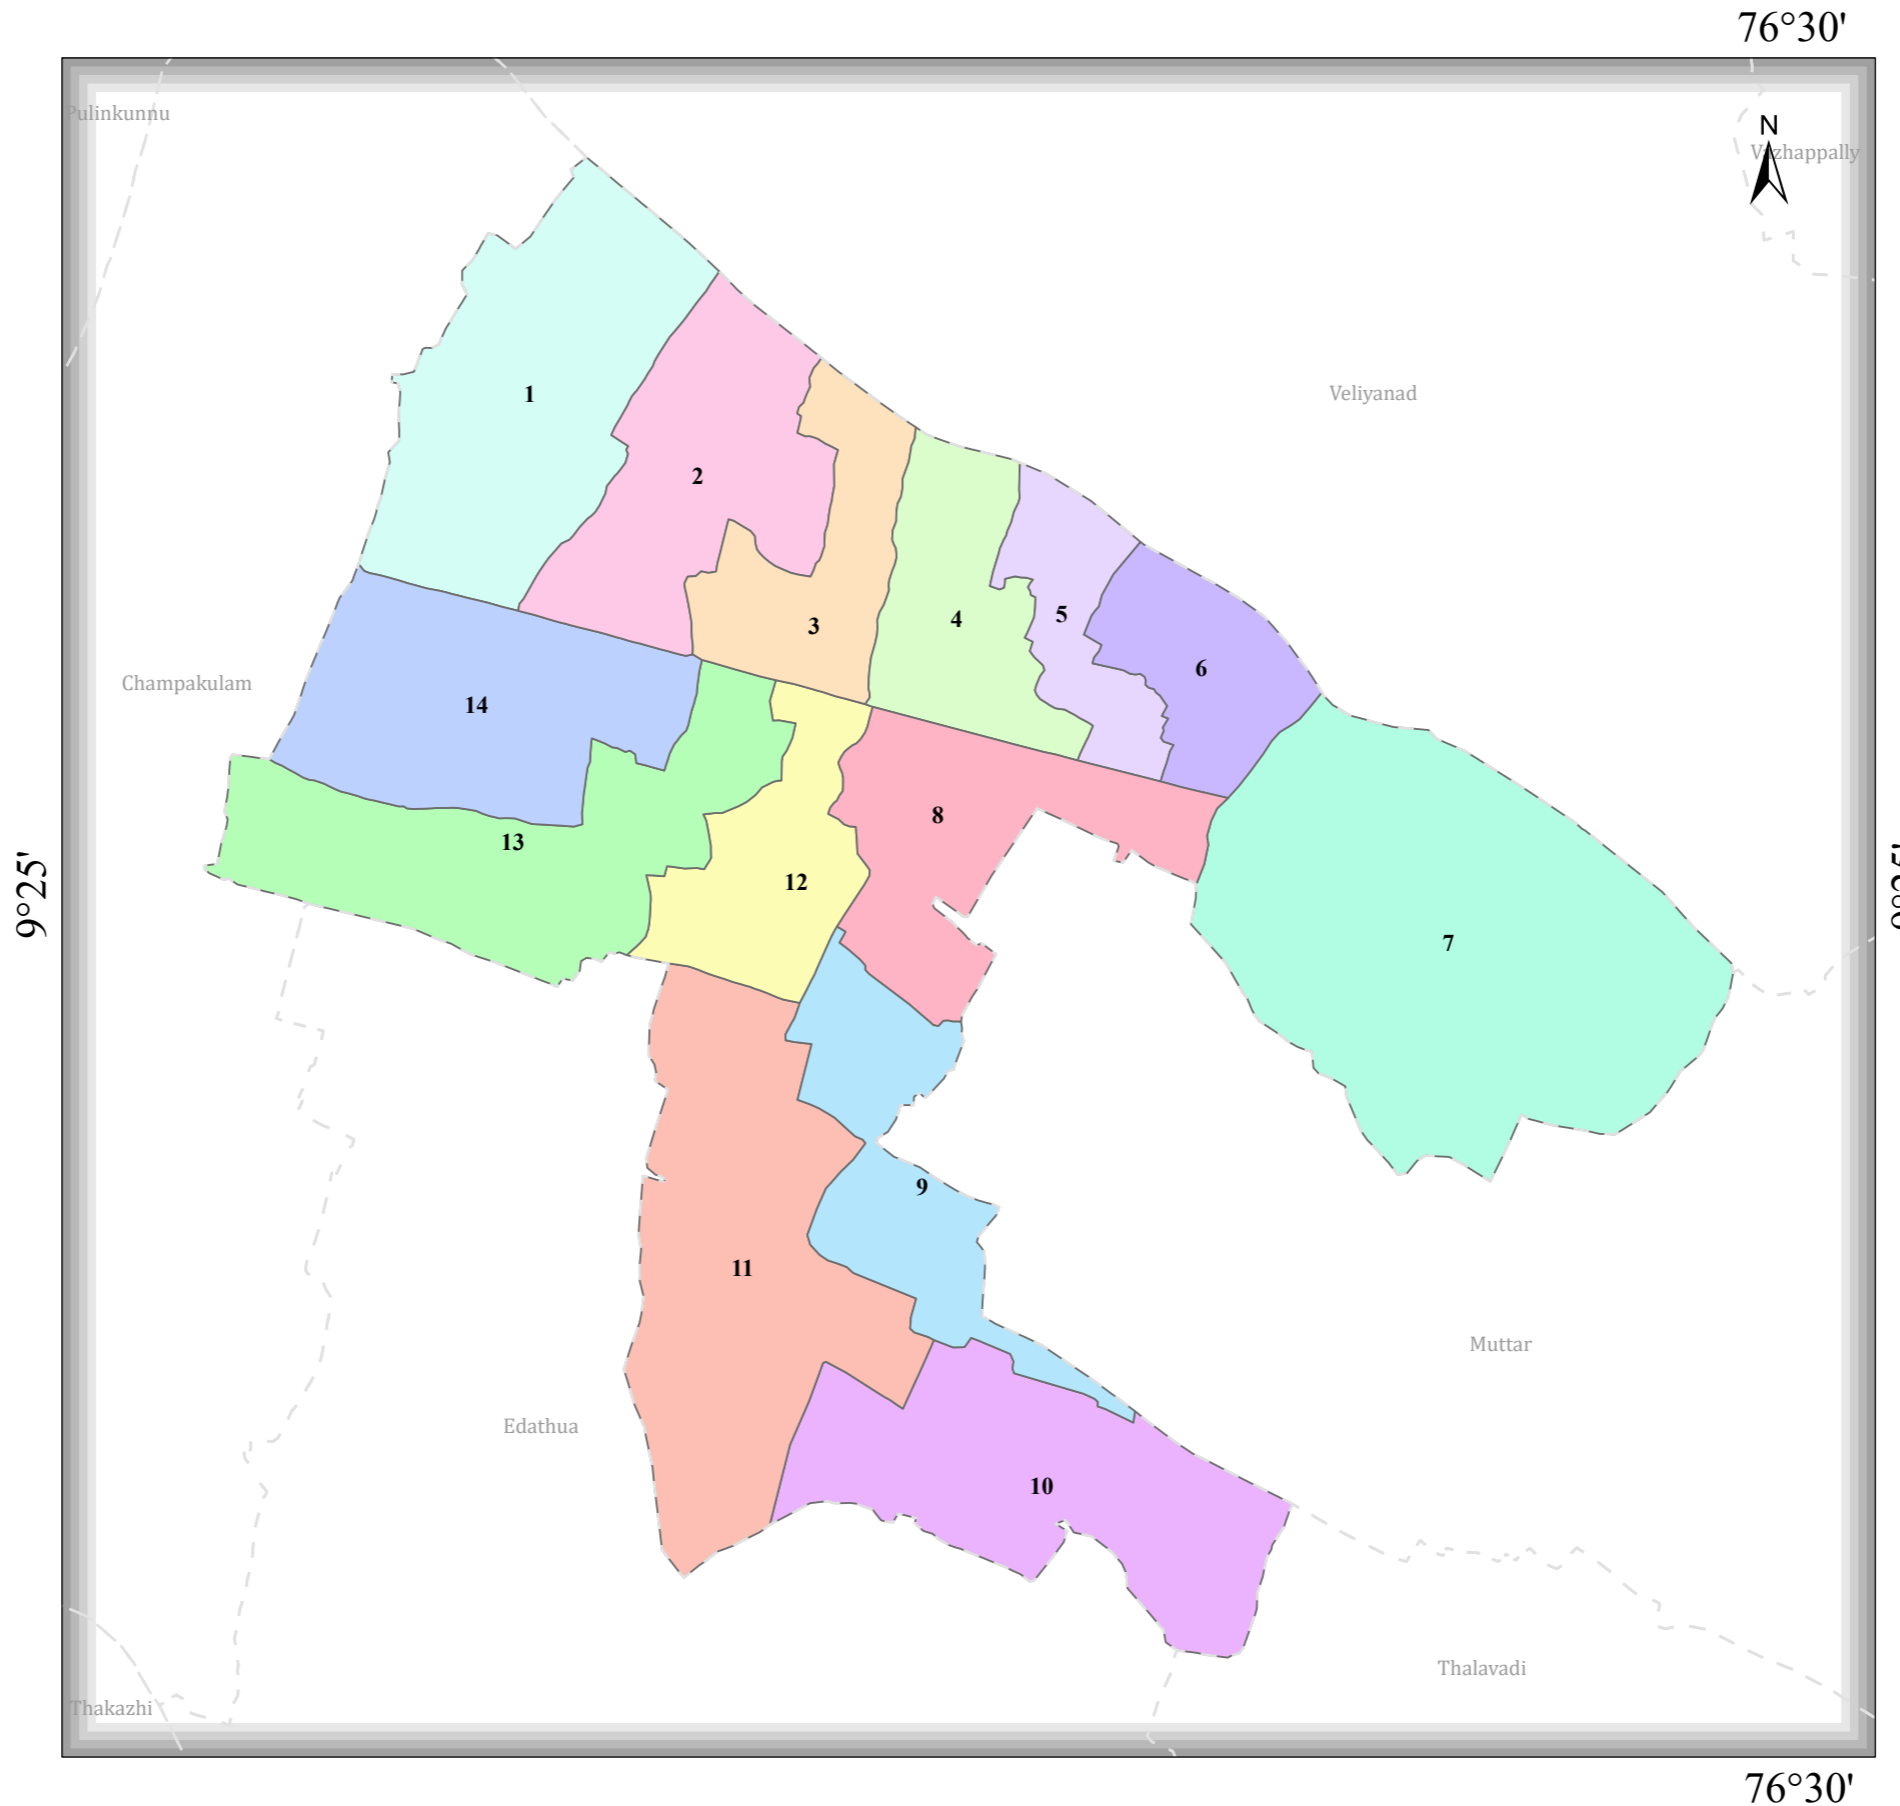 76°30'
Pulinkunnu
N
Vazhappally
1
Veliyanad
2
5
4
3
6
Champakulam
14
8
13
12
9°25'
7
9
11
Muttar
Edathua
10
Thalavadi
Thakazhi
76°30'